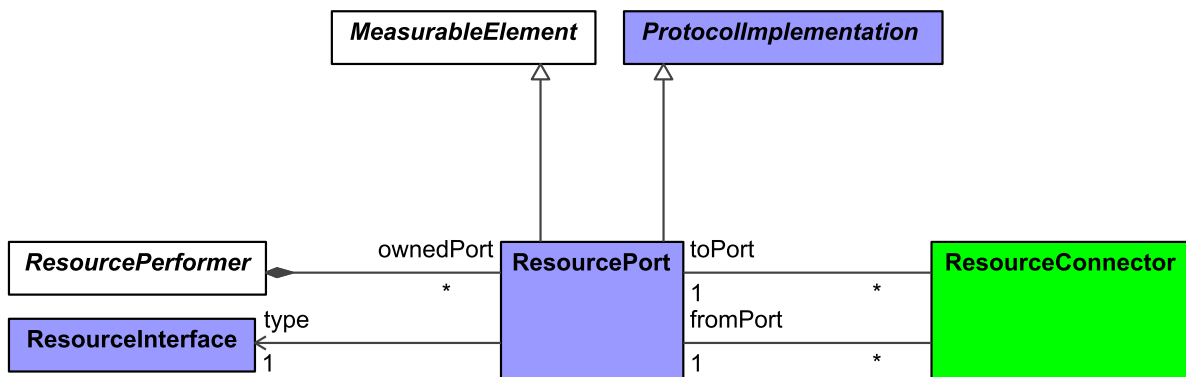 MeasurableElement
ProtocolImplementation
ownedPort
toPort
ResourcePerformer
ResourcePort
ResourceConnector
*
1
*
type
fromPort
ResourceInterface
1
1
*